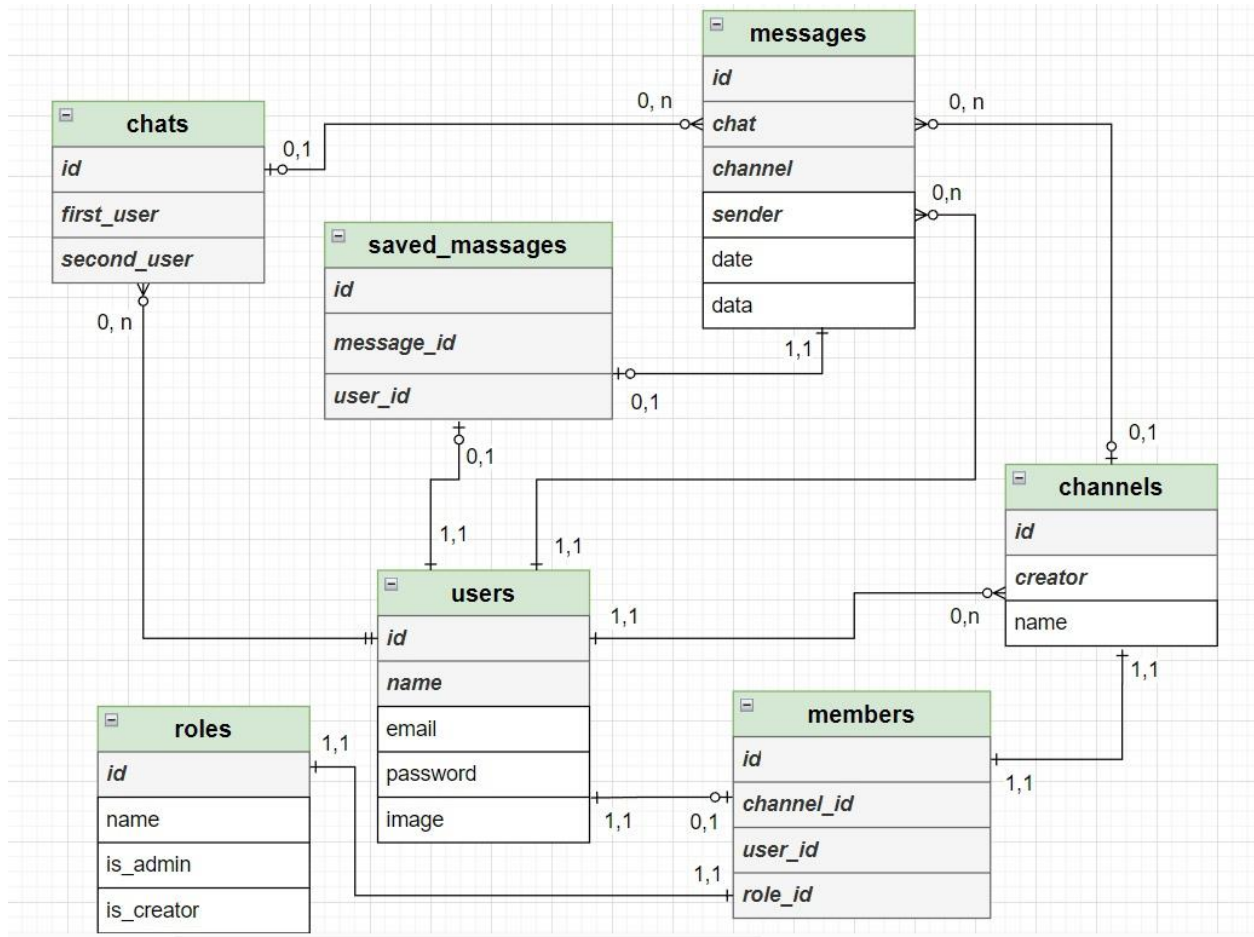 messages
id
chat
channel
sender
date
data
0, n
0, n
0,n
1,1
chats
id
first_user
second_user
0,1
0, n
saved_massages
id
message_id
user_id
0,1
0,1
1,1
1,1
users
id
name
email
password
image
1,1
1,1
0,1
channels
id
creator
name
0,1
0,n
1,1
roles
id
name
is_admin
is_creator
1,1
members
id
channel_id
user_id
role_id
1,1
1,1